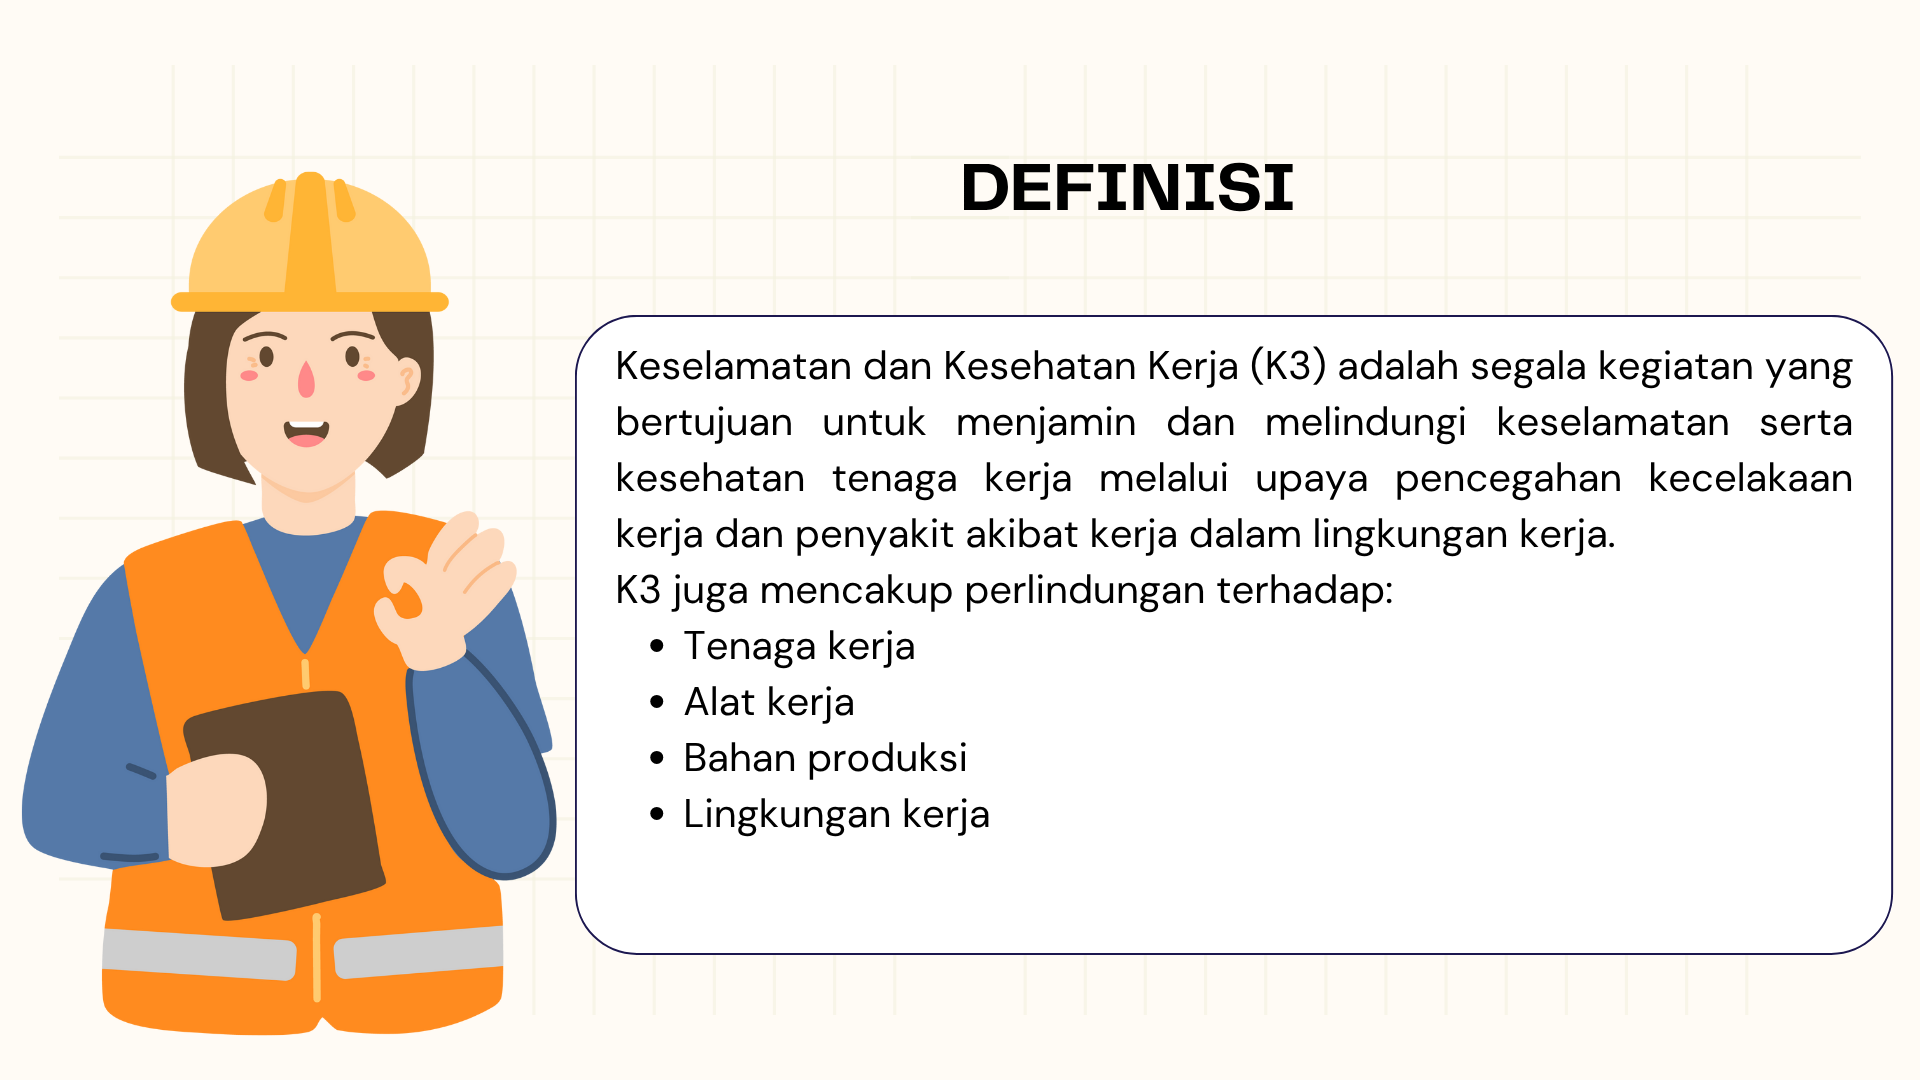 DEFINISI
Keselamatan dan Kesehatan Kerja (K3) adalah segala kegiatan yang
bertujuan untuk menjamin dan melindungi keselamatan serta
kesehatan tenaga kerja melalui upaya pencegahan kecelakaan
kerja dan penyakit akibat kerja dalam lingkungan kerja.
K3 juga mencakup perlindungan terhadap:
• Tenaga kerja
• Alat kerja
• Bahan produksi
• Lingkungan kerja